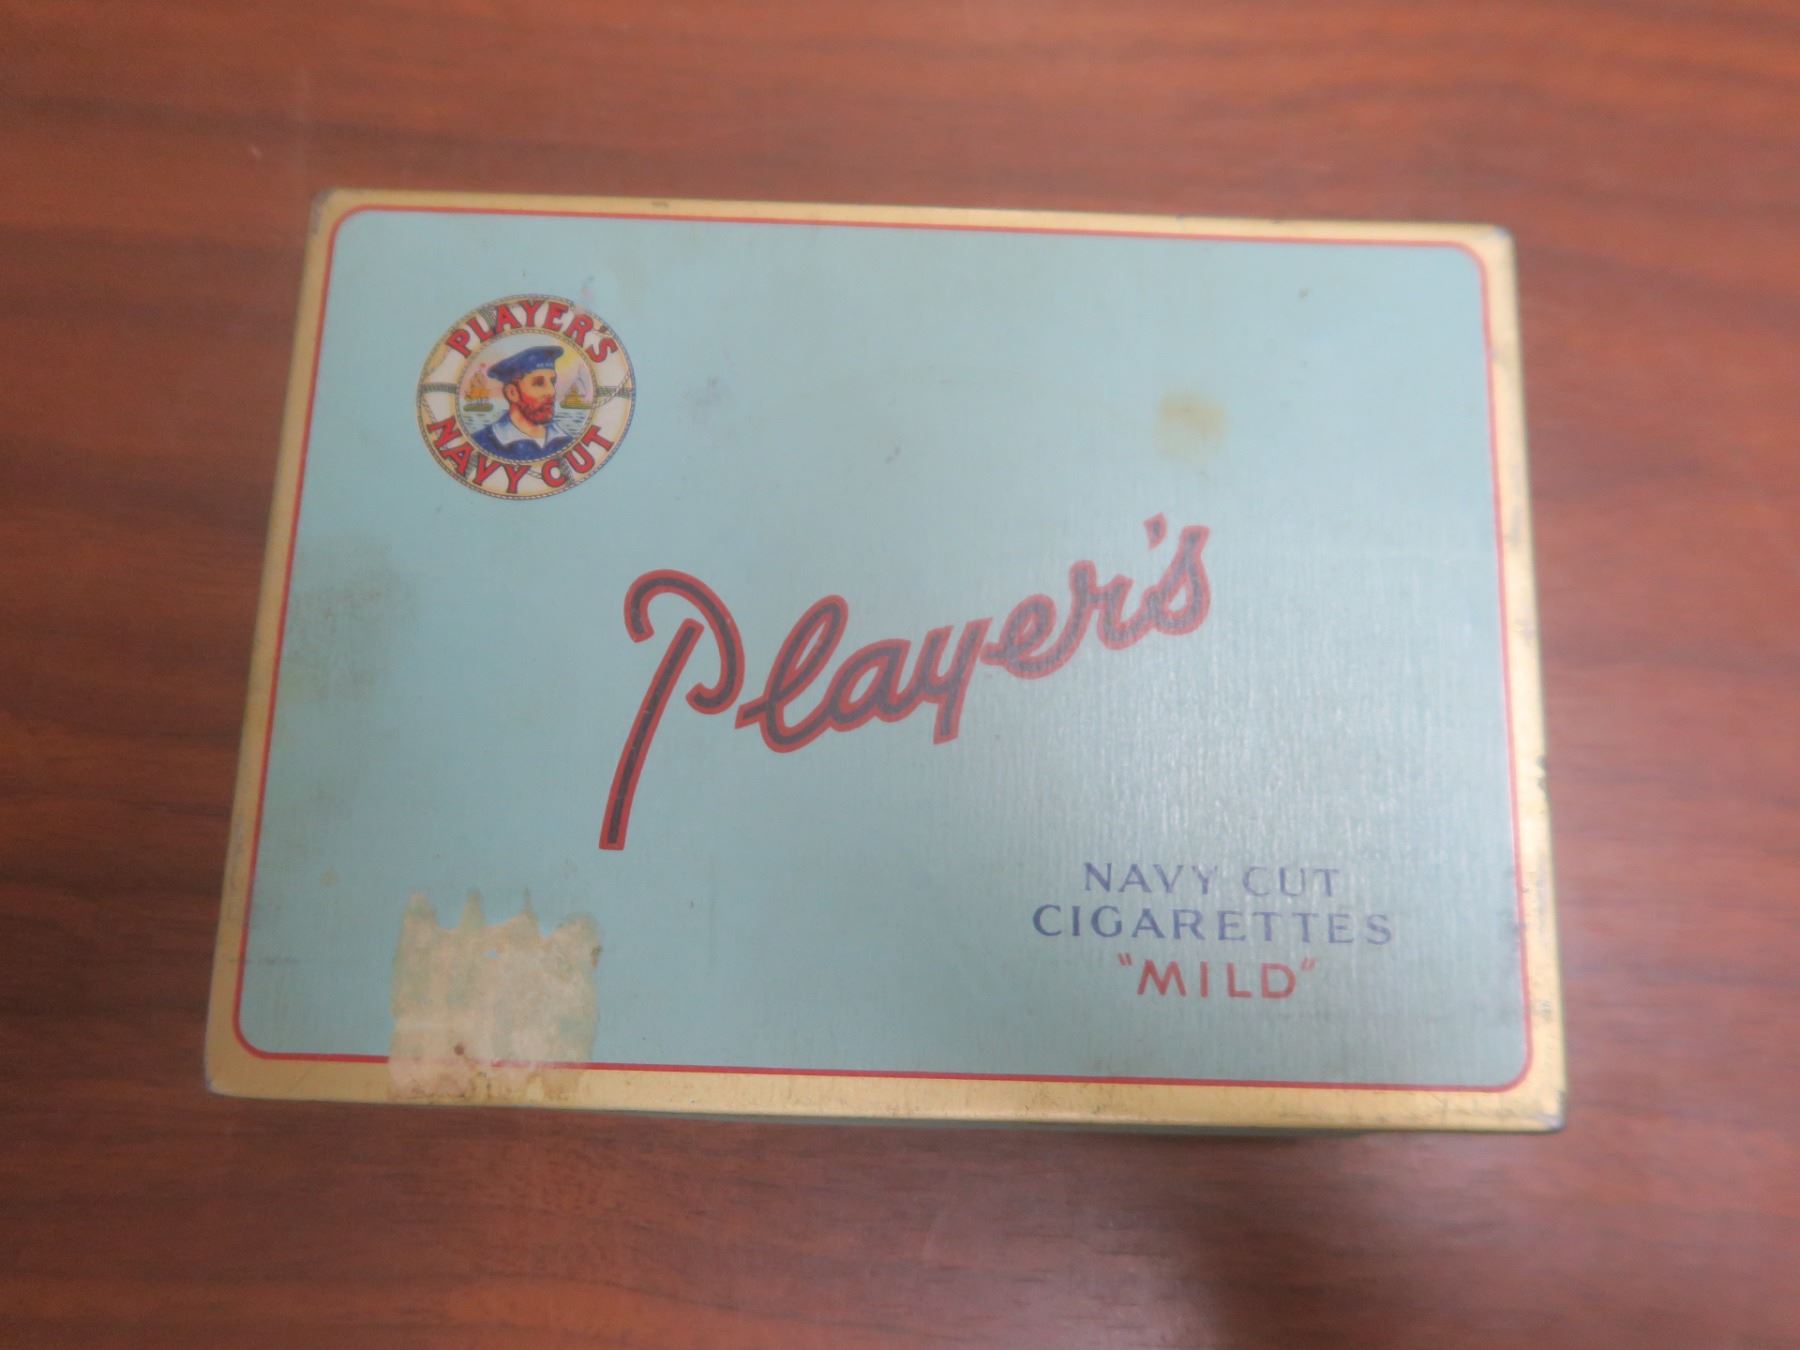 PLAYER'S
NAVY CUT
Player's
NAVY CUT
CIGARETTES
"MILD"